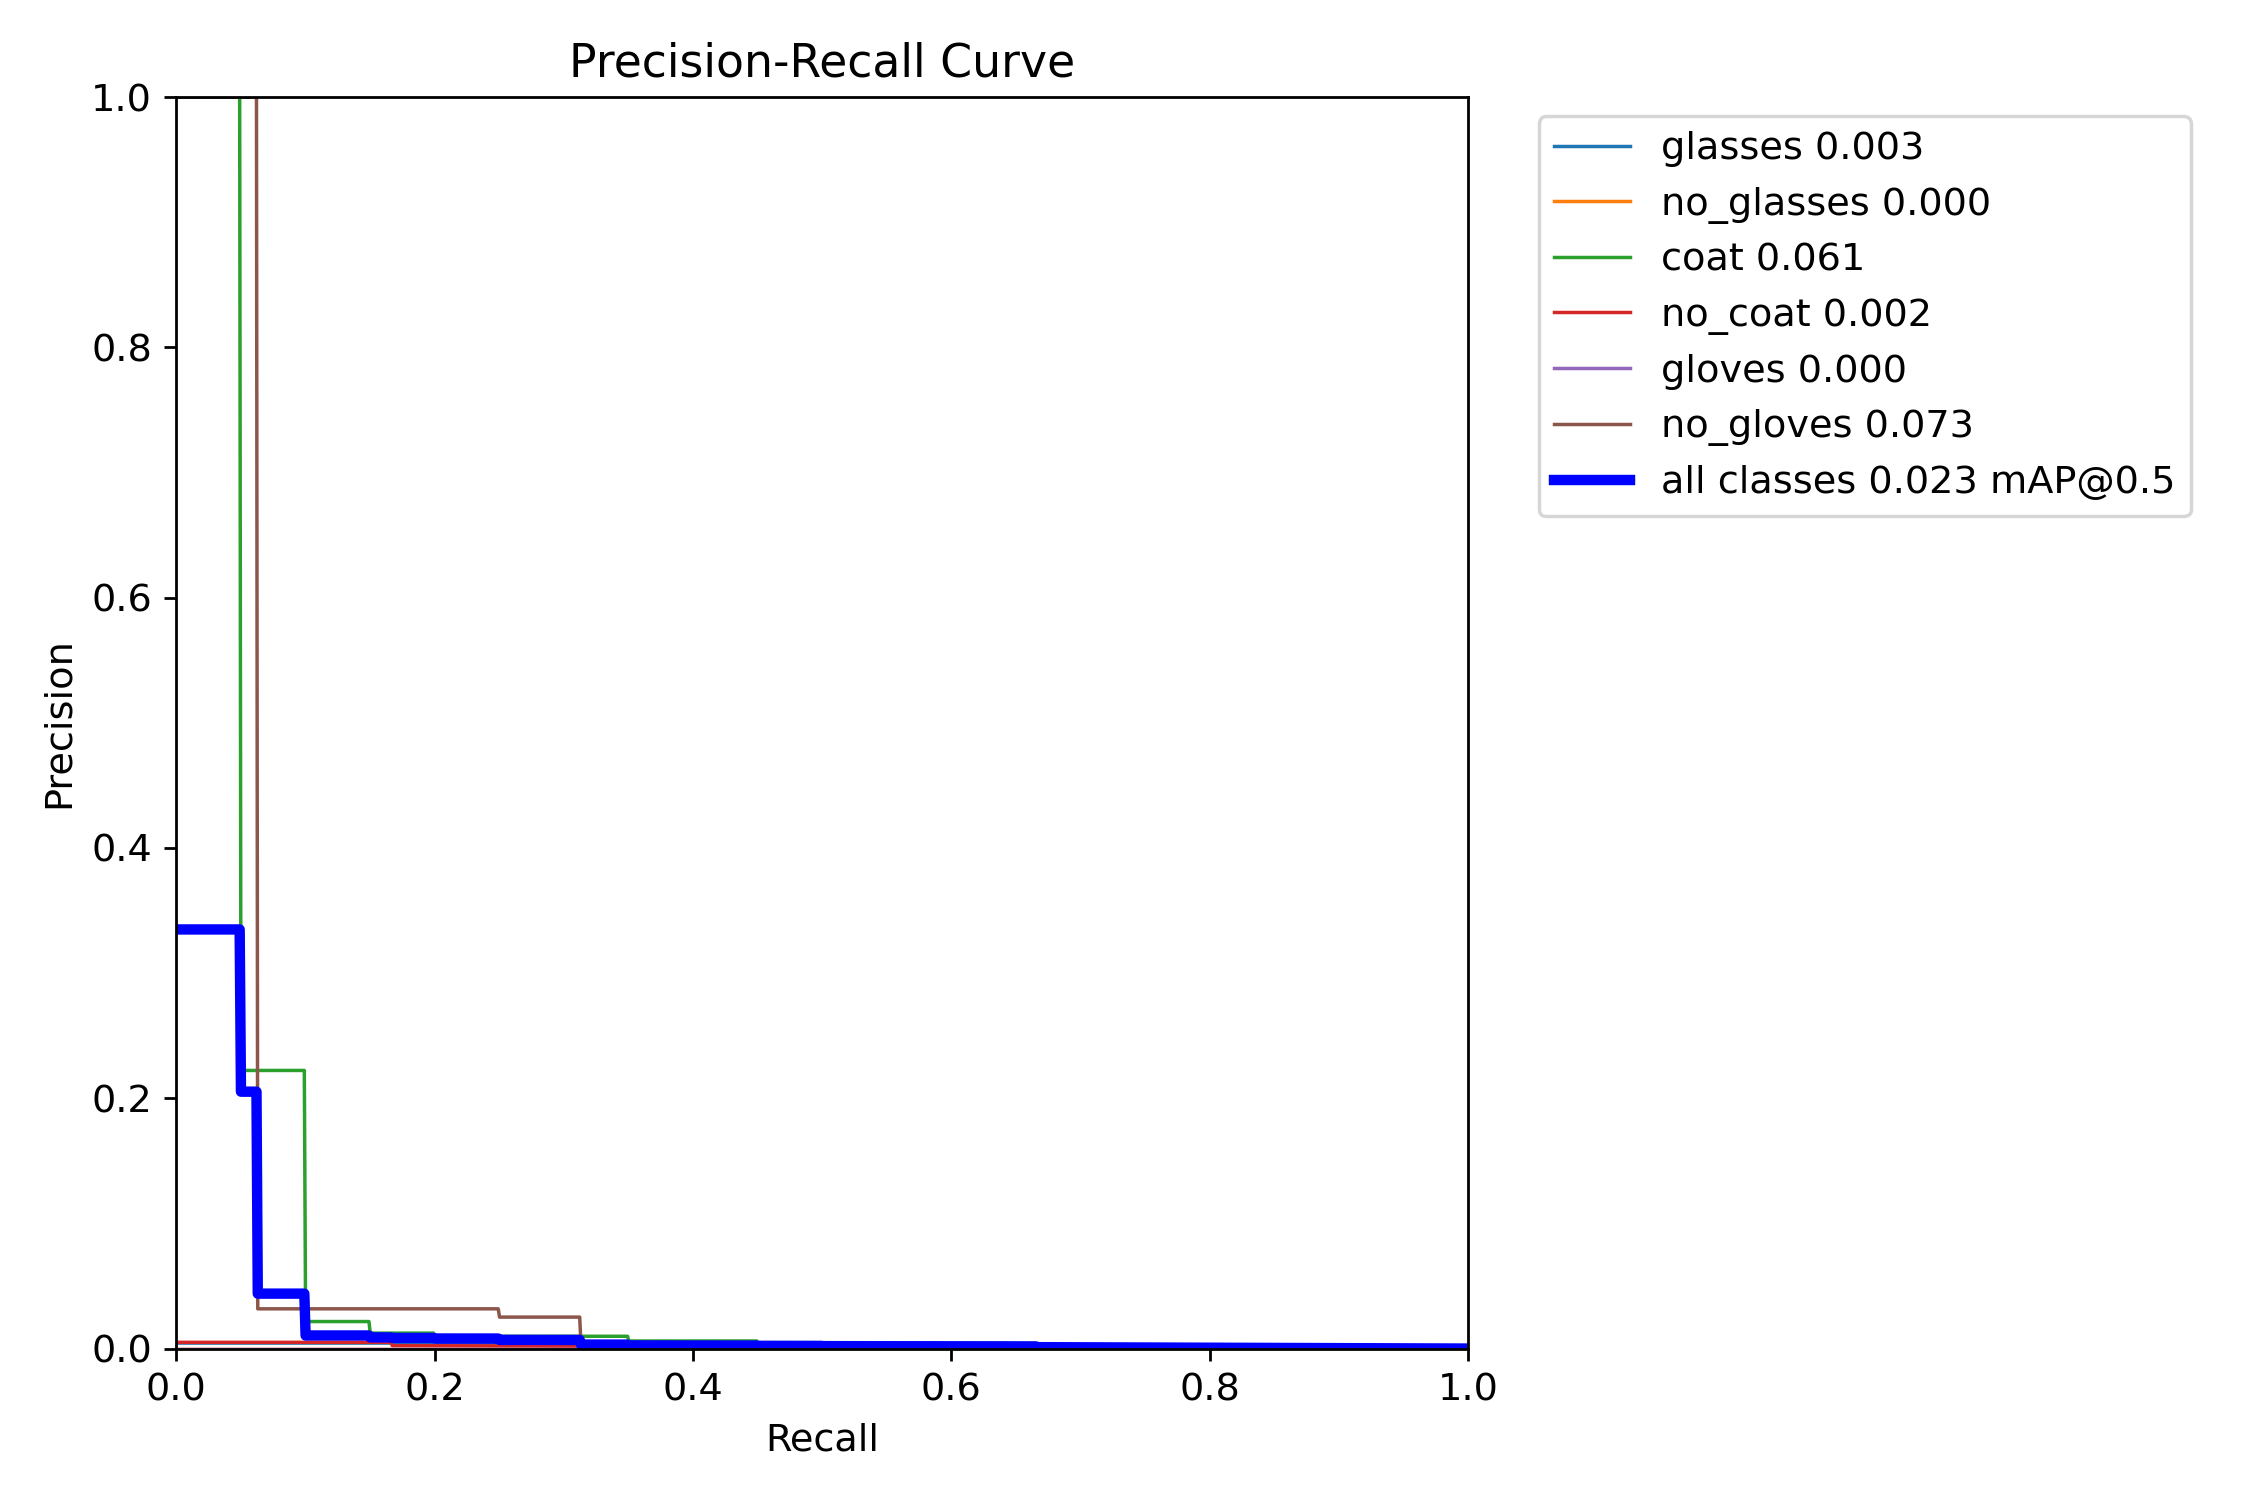 Precision-Recall Curve
1.0
0.8
0.6
0.4
0.2
0.0
Precision
0.0 0.2 0.4 0.6 0.8 1.0
Recall
glasses 0.003
no_glasses 0.000
coat 0.061
no_coat 0.002
gloves 0.000
no_gloves 0.073
all classes 0.023 mAP@0.5